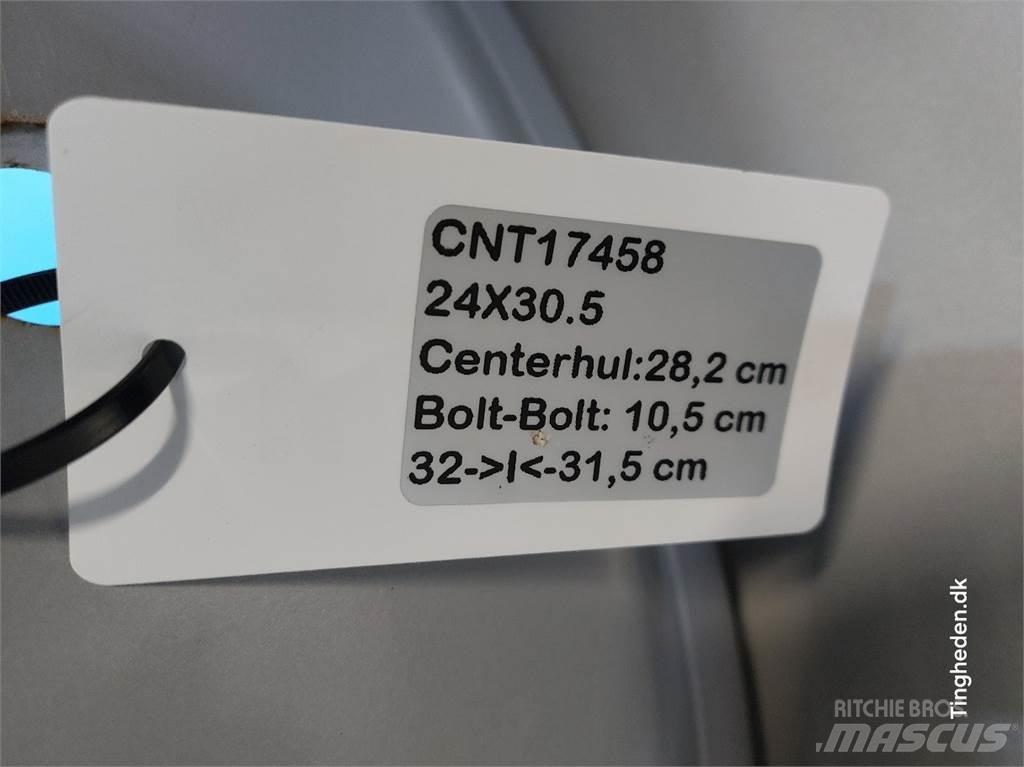 CNT17458
24X30.5
Centerhul:28,2 cm
Bolt-Bolt: 10,5 cm
32->I<-31,5 cm
Tingheden.dk
RITCHIE BRO
MASCUS